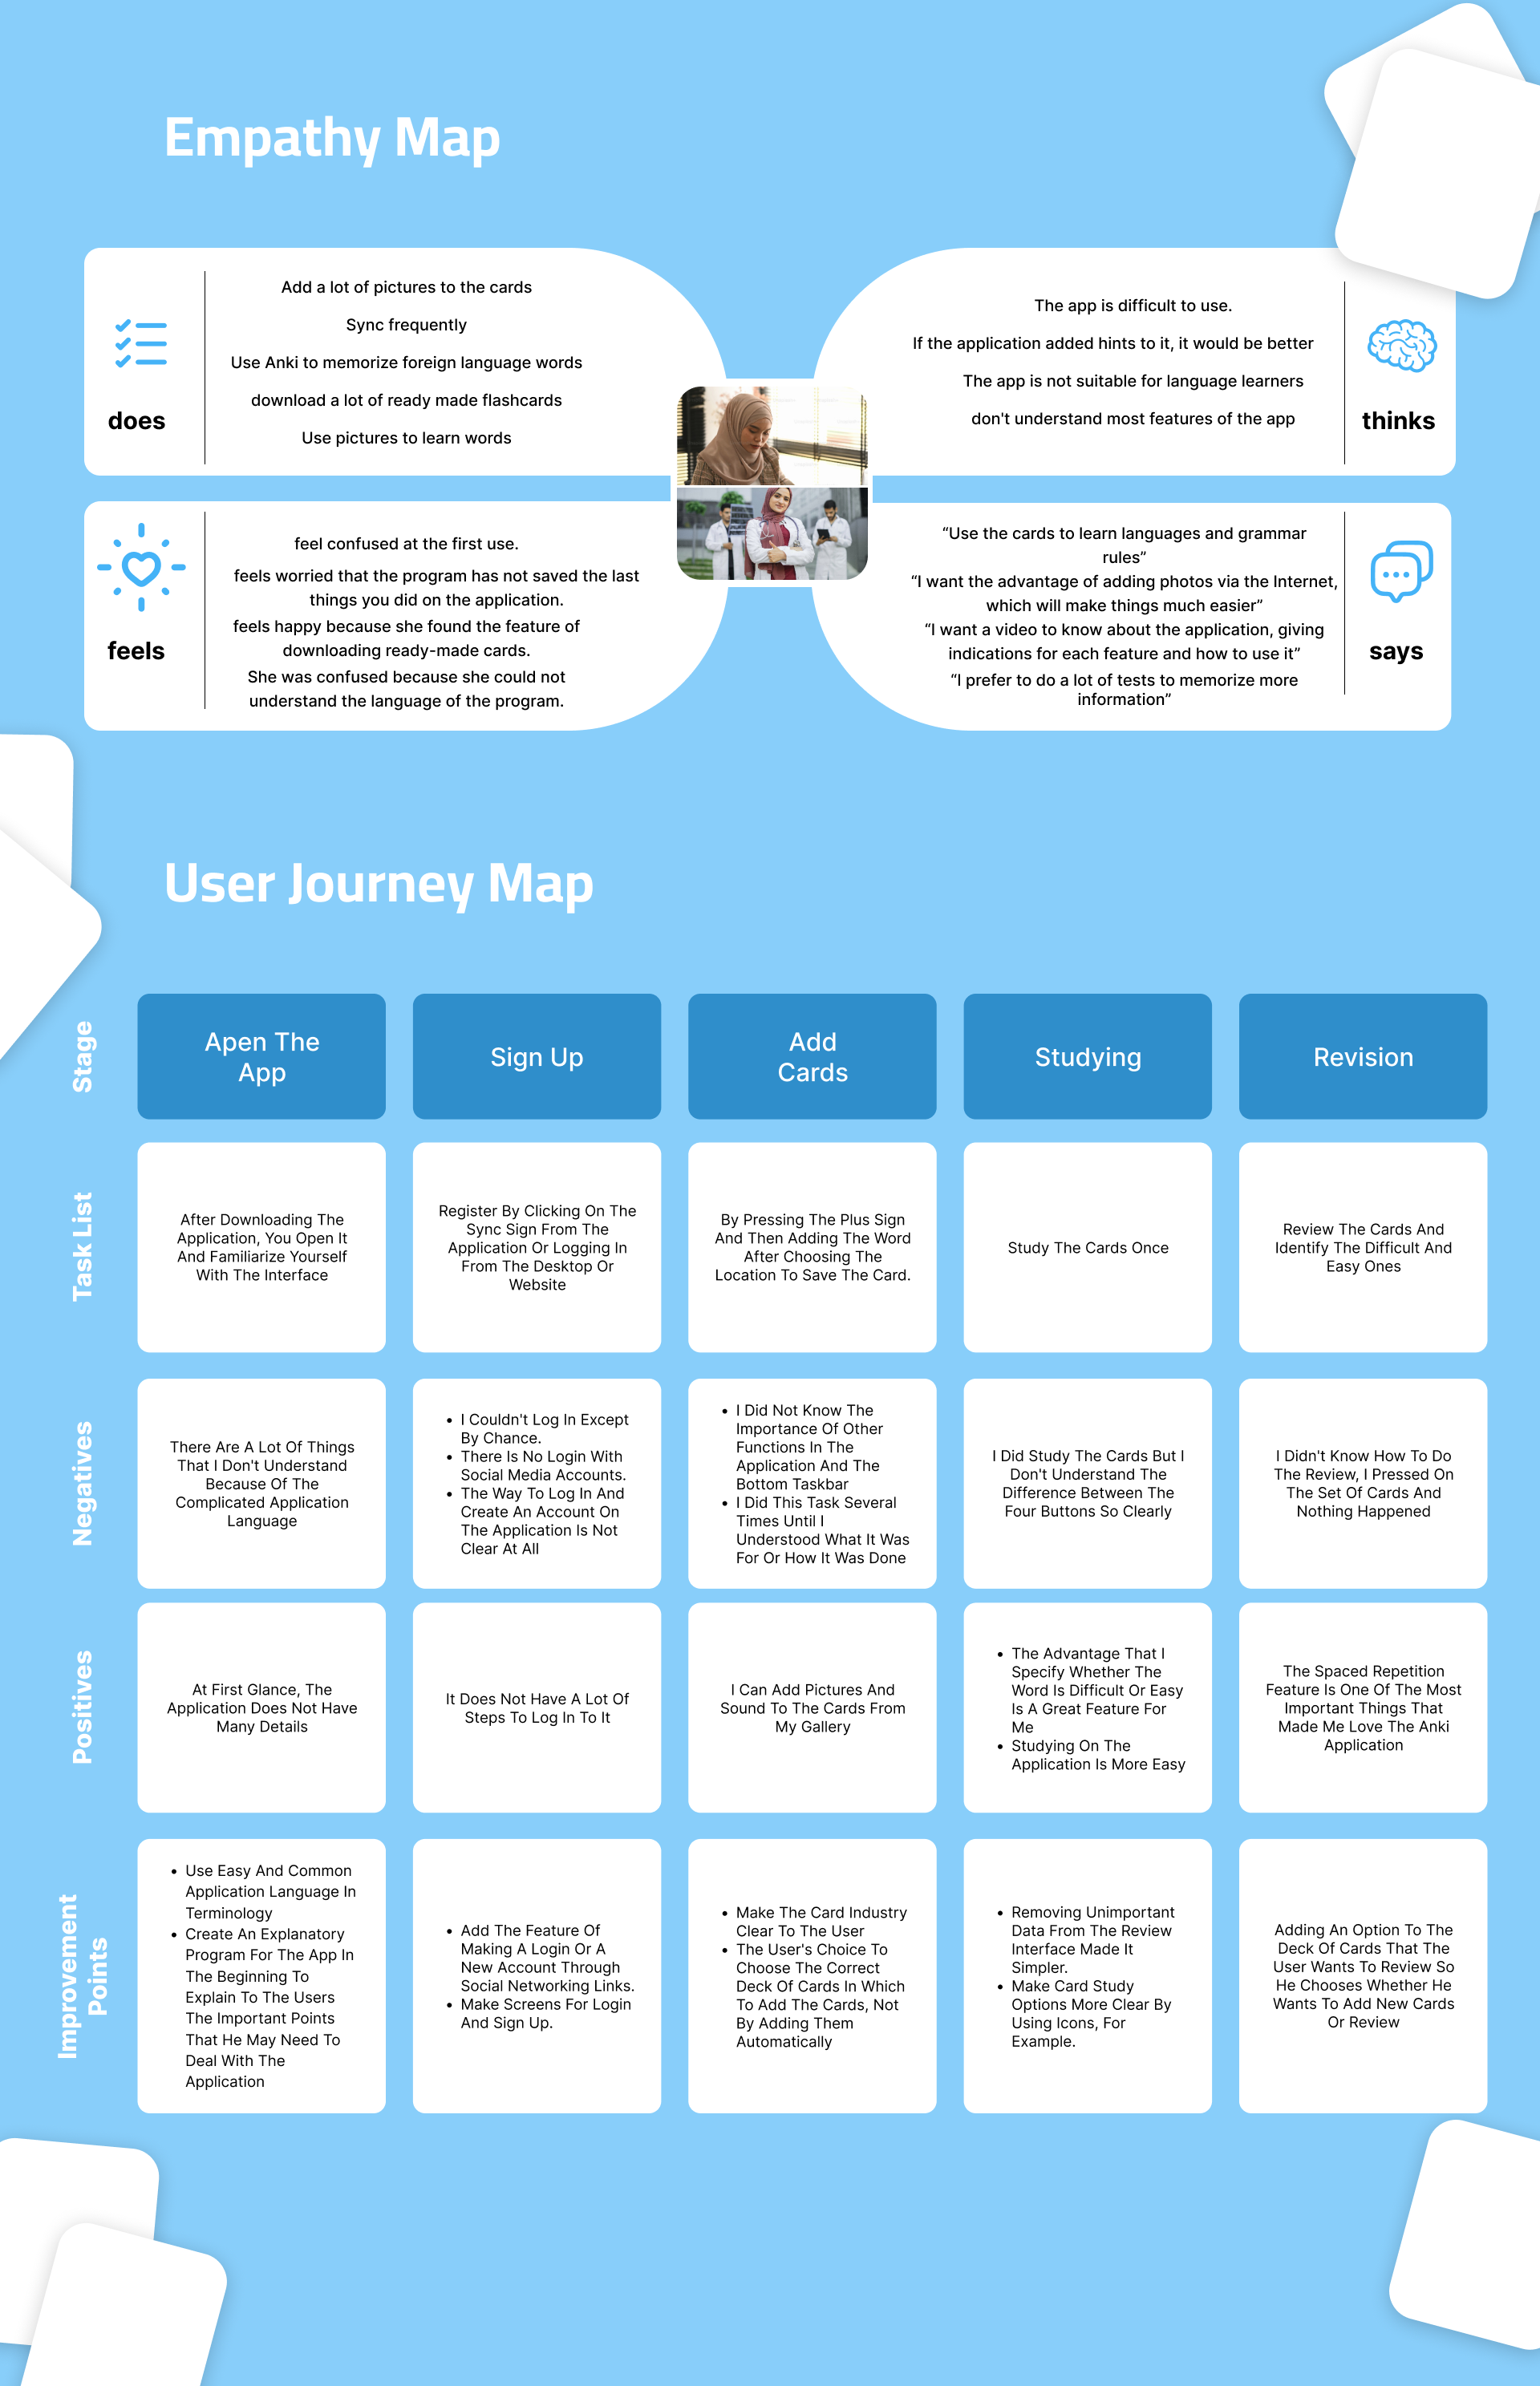 Empathy Map
Add a lot of pictures to the cards
Sync frequently
Use Anki to memorize foreign language words
download a lot of ready made flashcards
Use pictures to learn words
does
The app is difficult to use.
If the application added hints to it, it would be better
The app is not suitable for language learners
don't understand most features of the app
thinks
feel confused at the first use.
feels worried that the program has not saved the last
things you did on the application.
feels happy because she found the feature of
downloading ready-made cards.
She was confused because she could not
understand the language of the program.
feels
“Use the cards to learn languages and grammar
rules”
“I want the advantage of adding photos via the Internet,
which will make things much easier”
“I want a video to know about the application, giving
indications for each feature and how to use it”
“I prefer to do a lot of tests to memorize more
information”
says
User Journey Map
Stage
Apen The
App
Sign Up
Add
Cards
Studying
Revision
Task List
After Downloading The
Application, You Open It
And Familiarize Yourself
With The Interface
Register By Clicking On The
Sync Sign From The
Application Or Logging In
From The Desktop Or
Website
By Pressing The Plus Sign
And Then Adding The Word
After Choosing The
Location To Save The Card.
Study The Cards Once
Review The Cards And
Identify The Difficult And
Easy Ones
Negatives
There Are A Lot Of Things
That I Don't Understand
Because Of The
Complicated Application
Language
• I Couldn't Log In Except
By Chance.
• There Is No Login With
Social Media Accounts.
• The Way To Log In And
Create An Account On
The Application Is Not
Clear At All
• I Did Not Know The
Importance Of Other
Functions In The
Application And The
Bottom Taskbar
• I Did This Task Several
Times Until I
Understood What It Was
For Or How It Was Done
I Did Study The Cards But I
Don't Understand The
Difference Between The
Four Buttons So Clearly
I Didn't Know How To Do
The Review, I Pressed On
The Set Of Cards And
Nothing Happened
Positives
At First Glance, The
Application Does Not Have
Many Details
It Does Not Have A Lot Of
Steps To Log In To It
I Can Add Pictures And
Sound To The Cards From
My Gallery
• The Advantage That I
Specify Whether The
Word Is Difficult Or Easy
Is A Great Feature For
Me
• Studying On The
Application Is More Easy
The Spaced Repetition
Feature Is One Of The Most
Important Things That
Made Me Love The Anki
Application
Improvement
Points
• Use Easy And Common
Application Language In
Terminology
• Create An Explanatory
Program For The App In
The Beginning To
Explain To The Users
The Important Points
That He May Need To
Deal With The
Application
• Add The Feature Of
Making A Login Or A
New Account Through
Social Networking Links.
• Make Screens For Login
And Sign Up.
• Make The Card Industry
Clear To The User
• The User's Choice To
Choose The Correct
Deck Of Cards In Which
To Add The Cards, Not
By Adding Them
Automatically
• Removing Unimportant
Data From The Review
Interface Made It
Simpler.
• Make Card Study
Options More Clear By
Using Icons, For
Example.
Adding An Option To The
Deck Of Cards That The
User Wants To Review So
He Chooses Whether He
Wants To Add New Cards
Or Review